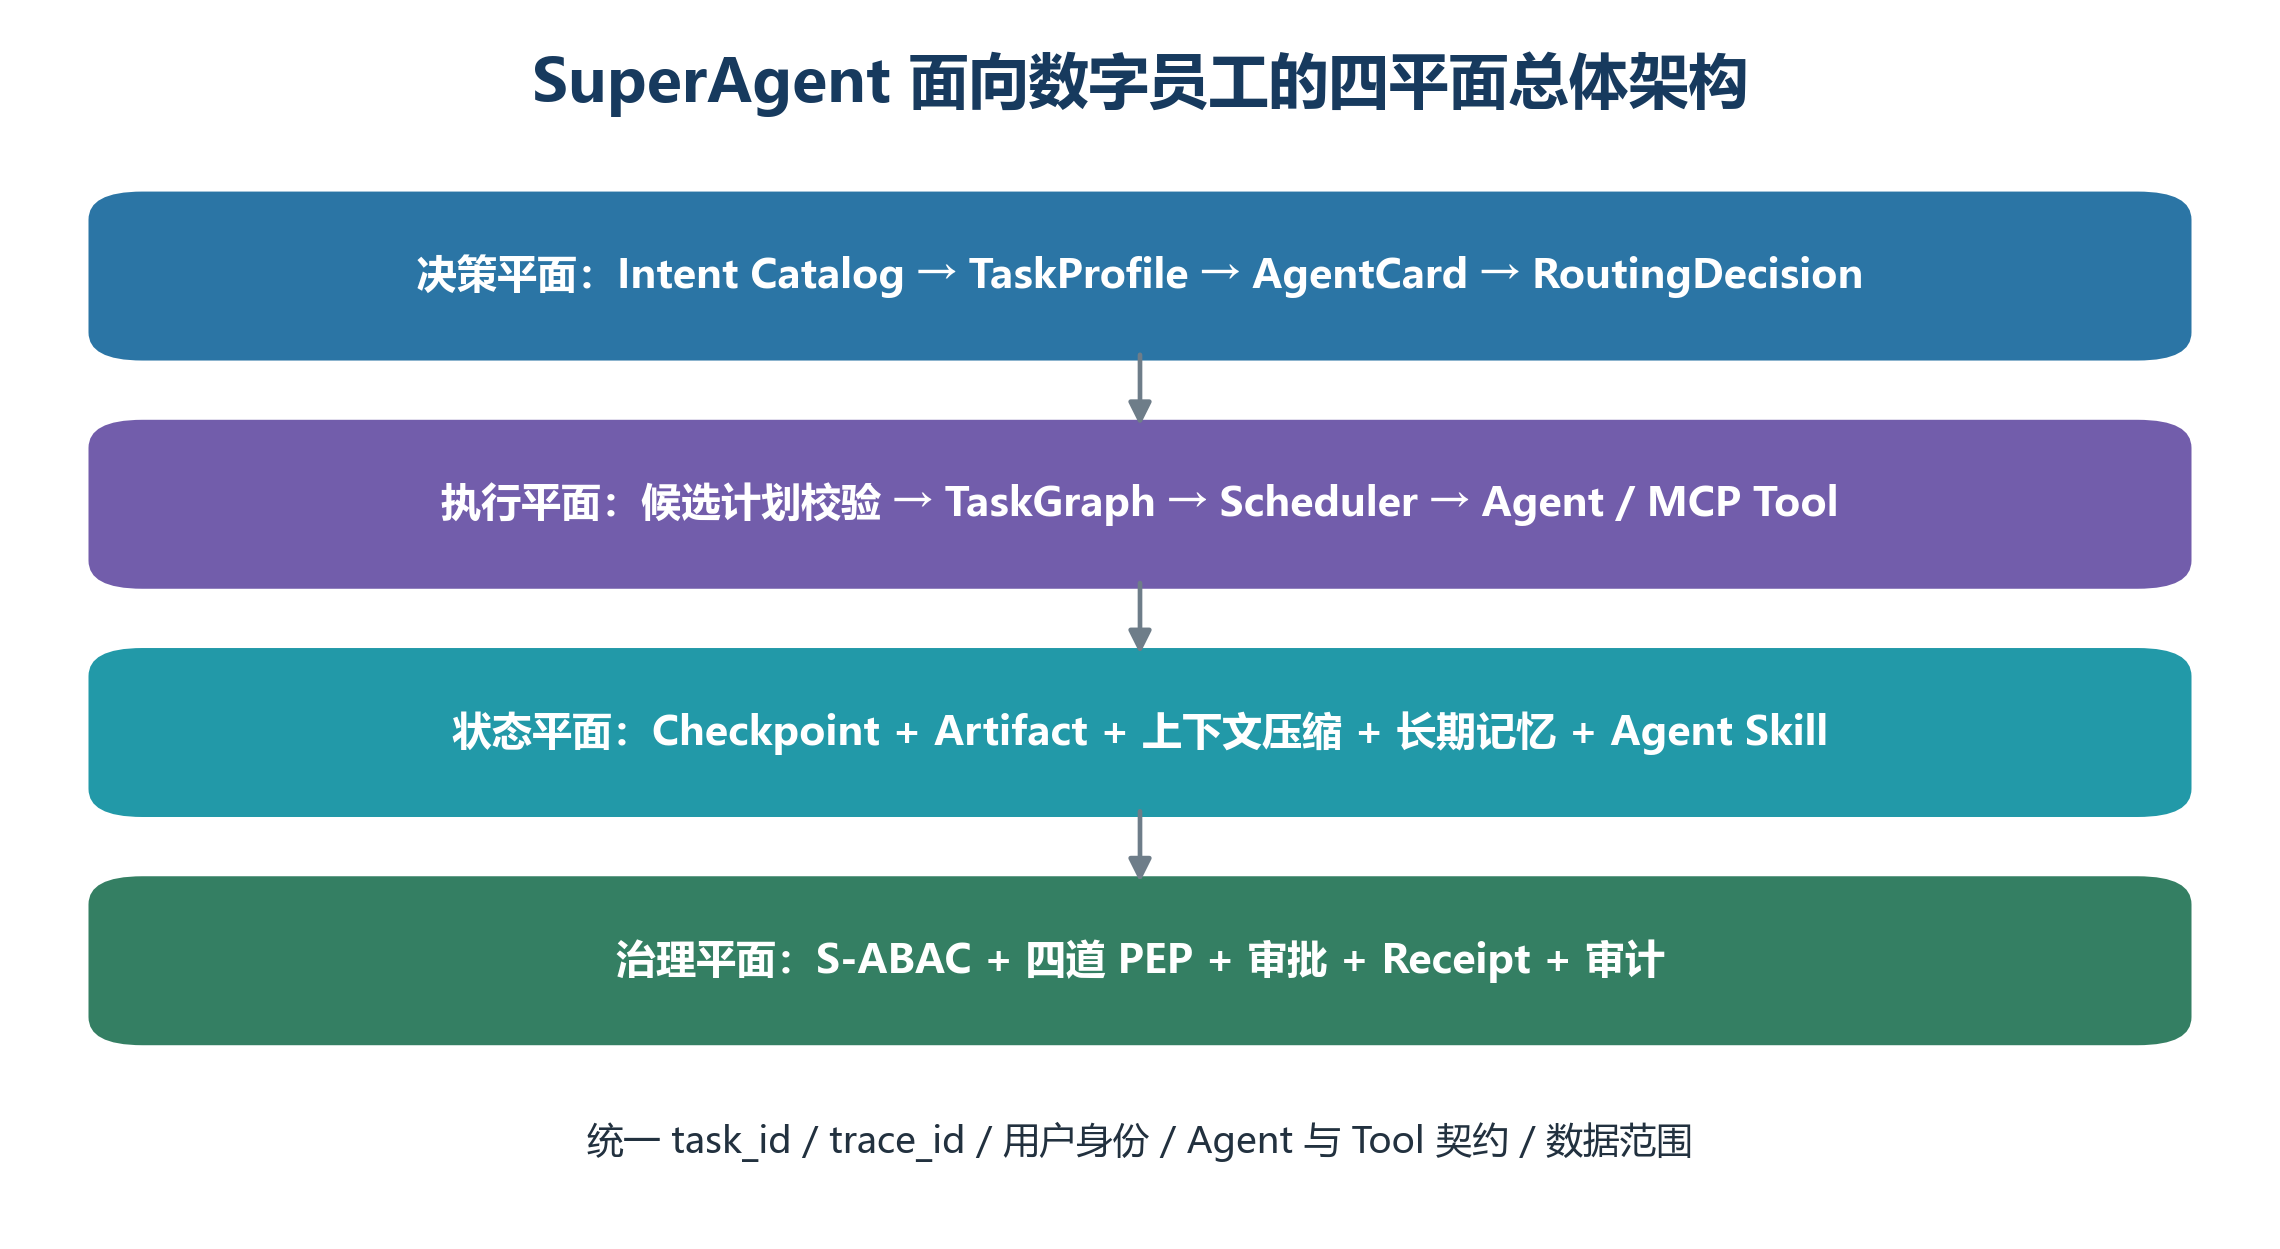 SuperAgent 面向数字员工的四平面总体架构
决策平面：Intent Catalog → TaskProfile → AgentCard → RoutingDecision
执行平面：候选计划校验 → TaskGraph → Scheduler → Agent / MCP Tool
状态平面：Checkpoint + Artifact + 上下文压缩 + 长期记忆 + Agent Skill
治理平面：S-ABAC + 四道 PEP + 审批 + Receipt + 审计
统一 task_id / trace_id / 用户身份 / Agent 与 Tool 契约 / 数据范围